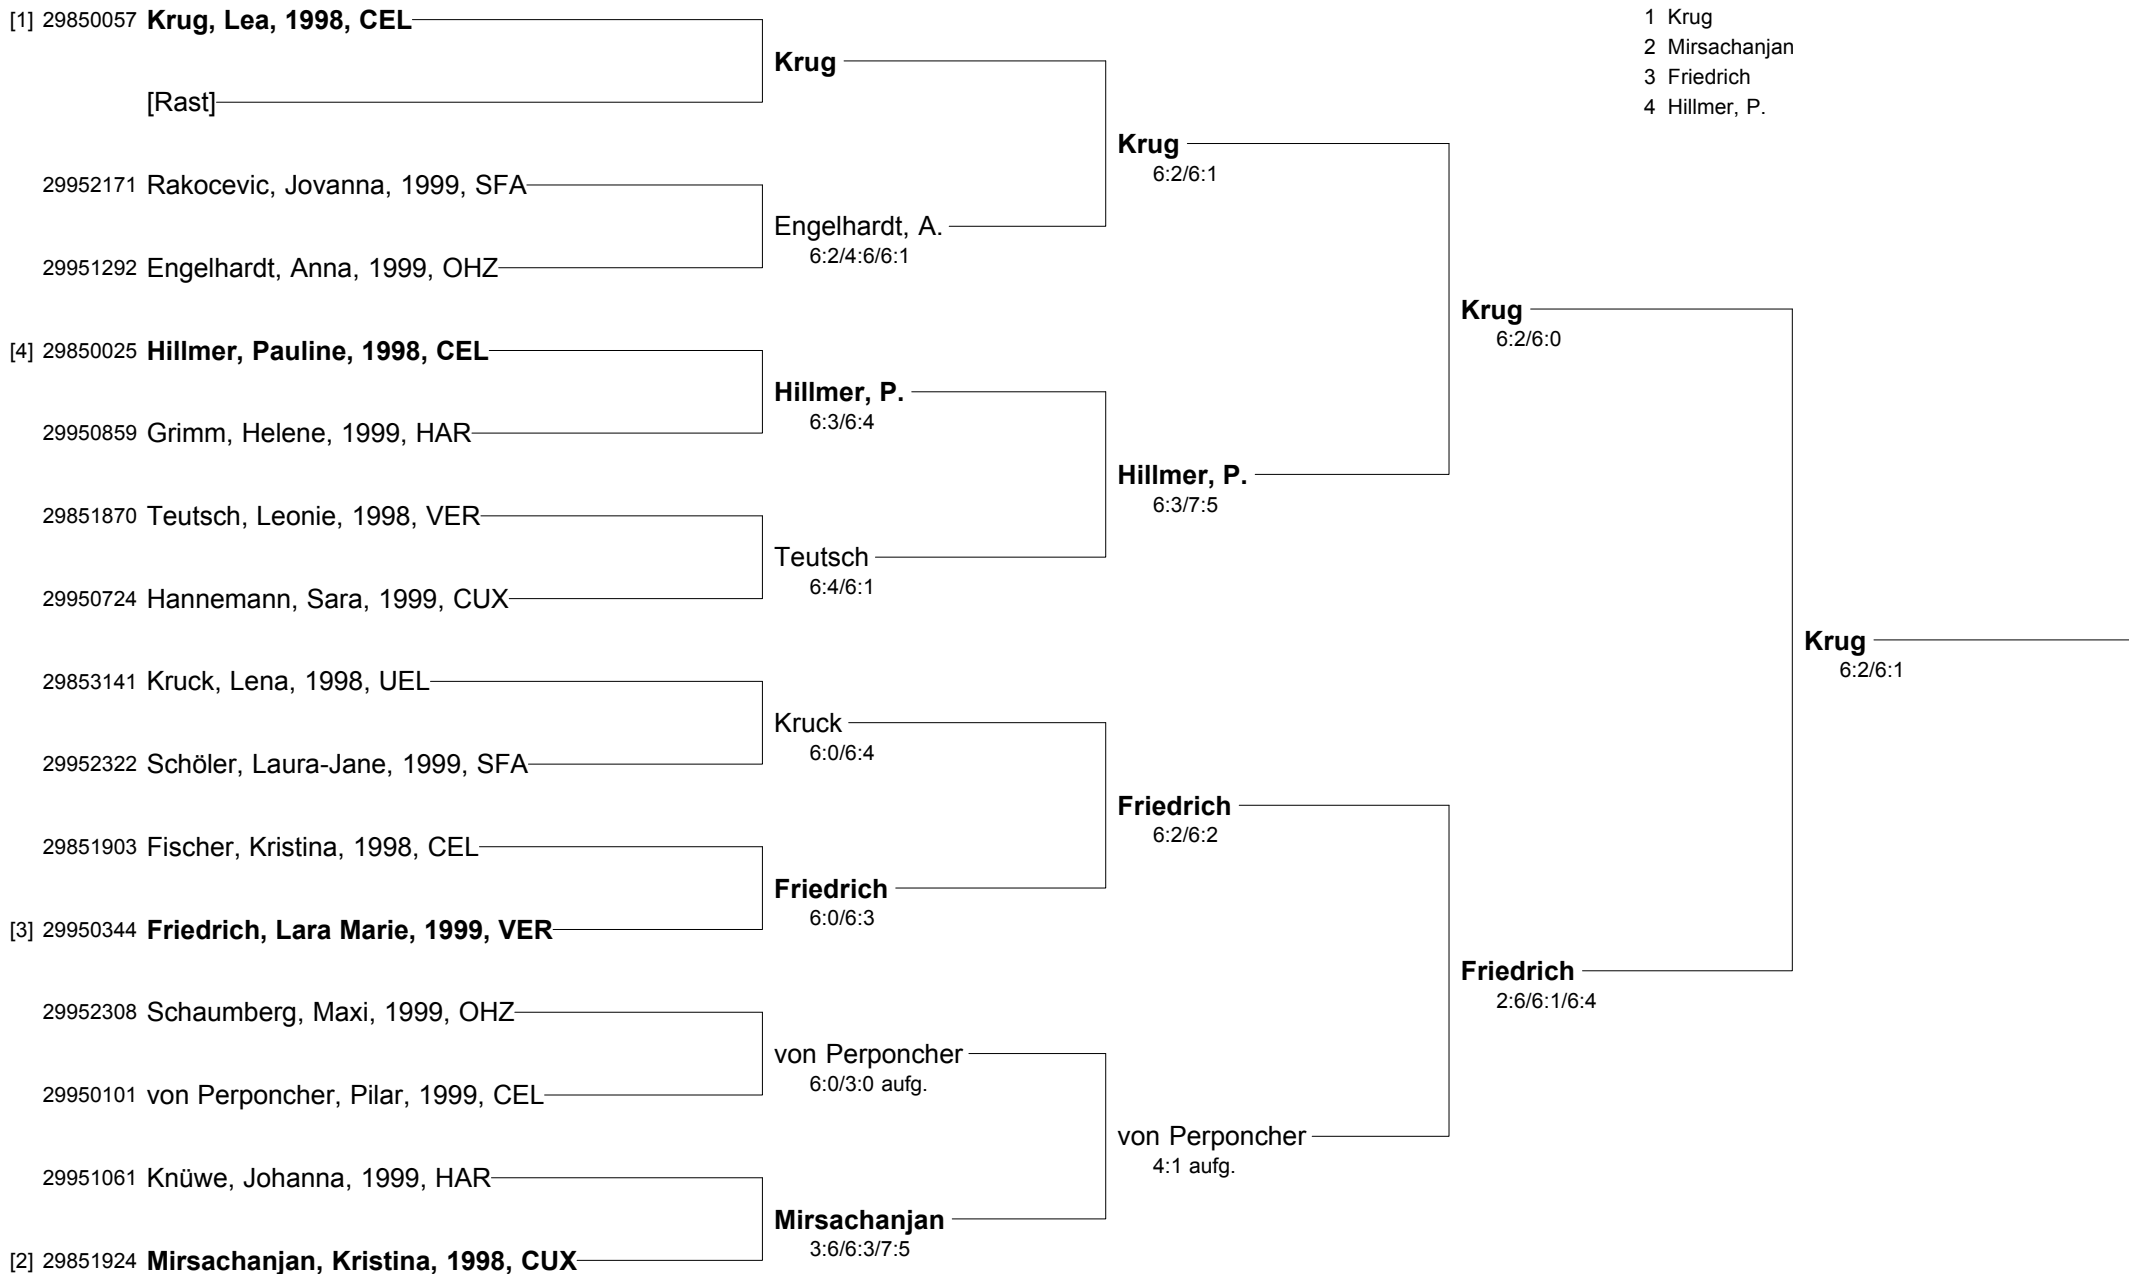 [1] 29850057 Krug, Lea, 1998, CEL
[Rast]
29952171 Rakocevic, Jovanna, 1999, SFA
29951292 Engelhardt, Anna, 1999, OHZ
[4] 29850025 Hillmer, Pauline, 1998, CEL
29950859 Grimm, Helene, 1999, HAR
29851870 Teutsch, Leonie, 1998, VER
29950724 Hannemann, Sara, 1999, CUX
29853141 Kruck, Lena, 1998, UEL
29952322 Schöler, Laura-Jane, 1999, SFA
29851903 Fischer, Kristina, 1998, CEL
[3] 29950344 Friedrich, Lara Marie, 1999, VER
29952308 Schaumberg, Maxi, 1999, OHZ
29950101 von Perponcher, Pilar, 1999, CEL
29951061 Knüwe, Johanna, 1999, HAR
[2] 29851924 Mirsachanjan, Kristina, 1998, CUX
Krug
Engelhardt, A.
6:2/4:6/6:1
Hillmer, P.
6:3/6:4
Teutsch
6:4/6:1
Kruck
6:0/6:4
Friedrich
6:0/6:3
von Perponcher
6:0/3:0 aufg.
Mirsachanjan
3:6/6:3/7:5
Krug
6:2/6:1
Hillmer, P.
6:3/7:5
Friedrich
6:2/6:2
von Perponcher
4:1 aufg.
Krug
6:2/6:0
Friedrich
2:6/6:1/6:4
Krug
6:2/6:1
1 Krug
2 Mirsachanjan
3 Friedrich
4 Hillmer, P.